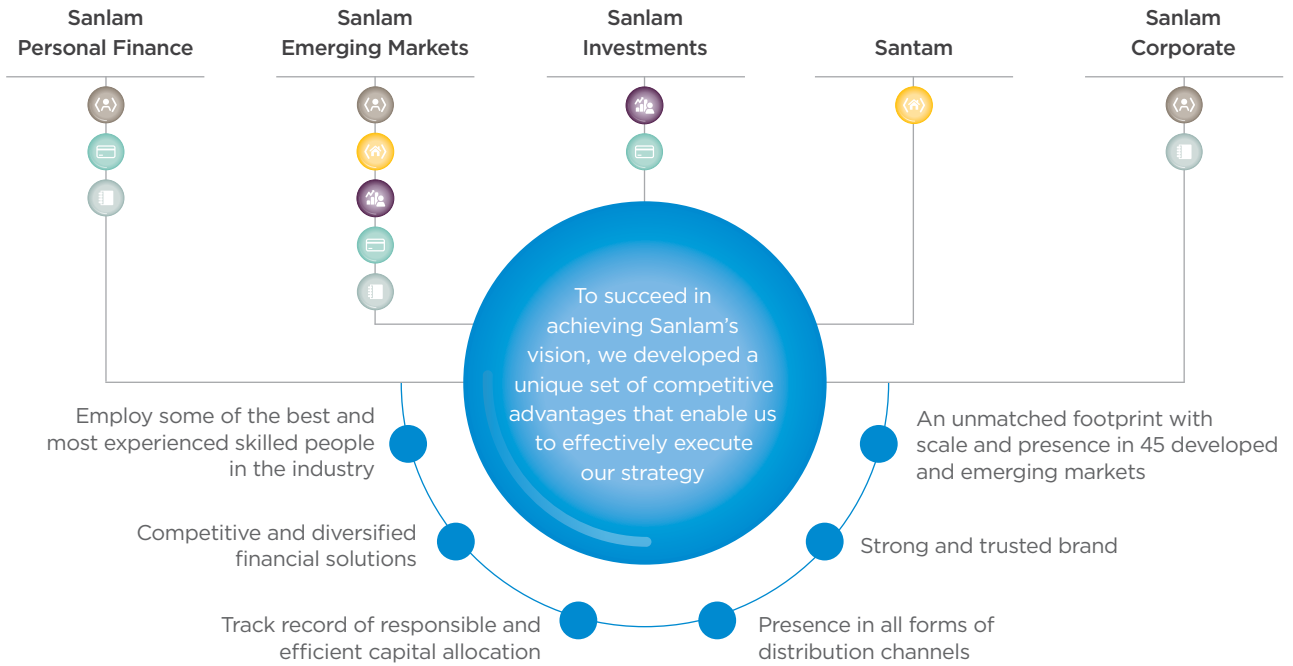 Sanlam
Personal Finance
Sanlam
Emerging Markets
Sanlam
Investments
Santam
Sanlam
Corporate
To succeed in
achieving Sanlam’s
vision, we developed a
unique set of competitive
advantages that enable us
to effectively execute
our strategy
Employ some of the best and
most experienced skilled people
in the industry
Competitive and diversified
financial solutions
Track record of responsible and
efficient capital allocation
An unmatched footprint with
scale and presence in 45 developed
and emerging markets
Strong and trusted brand
Presence in all forms of
distribution channels